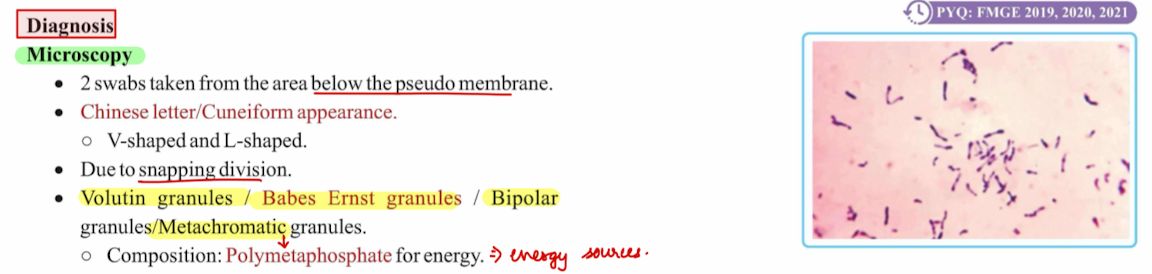 Diagnosis
PYQ: FMGE 2019, 2020, 2021
Microscopy
• 2 swabs taken from the area below the pseudo membrane.
• Chinese letter/Cuneiform appearance.
○ V-shaped and L-shaped.
• Due to snapping division.
• Volutin granules / Babes Ernst granules / Bipolar
granules/Metachromatic granules.
○ Composition: Polymetaphosphate for energy. ⇒ energy sources.